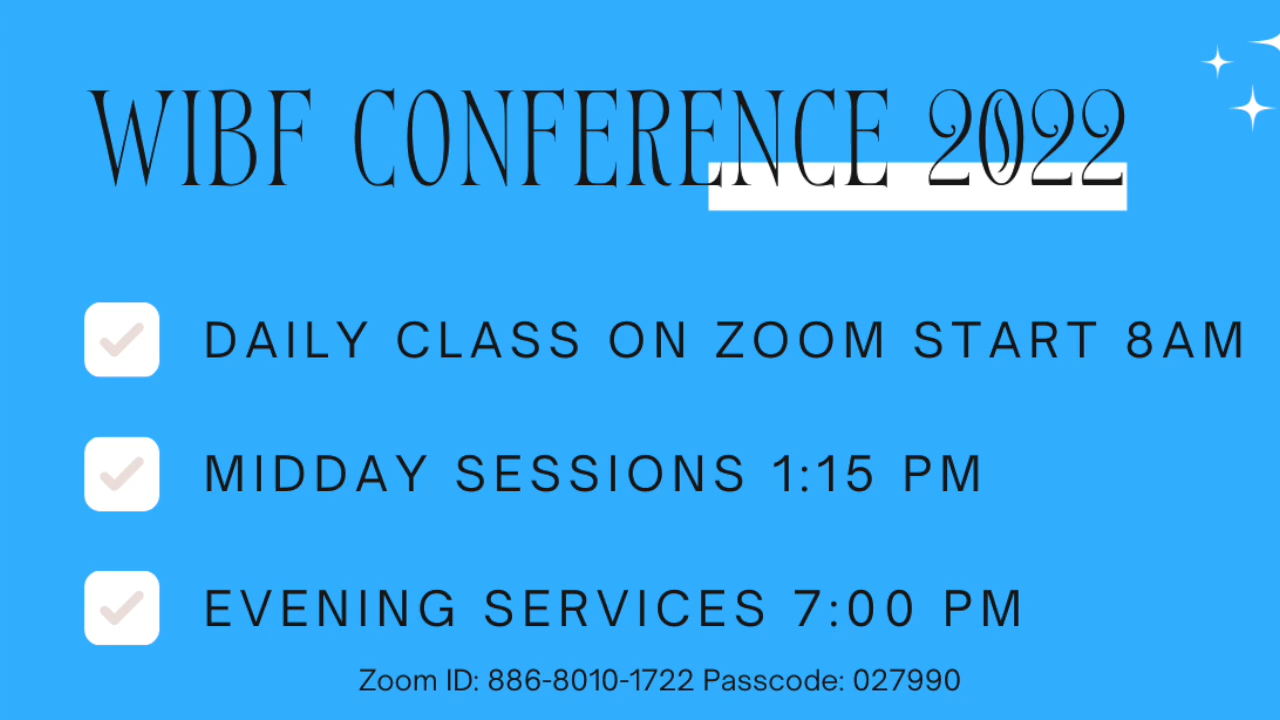 WIBF CONFERENCE 2022
DAILY CLASS ON ZOOM START 8AM
MIDDAY SESSIONS 1:15 PM
EVENING SERVICES 7:00 PM
Zoom ID: 886-8010-1722 Passcode: 027990